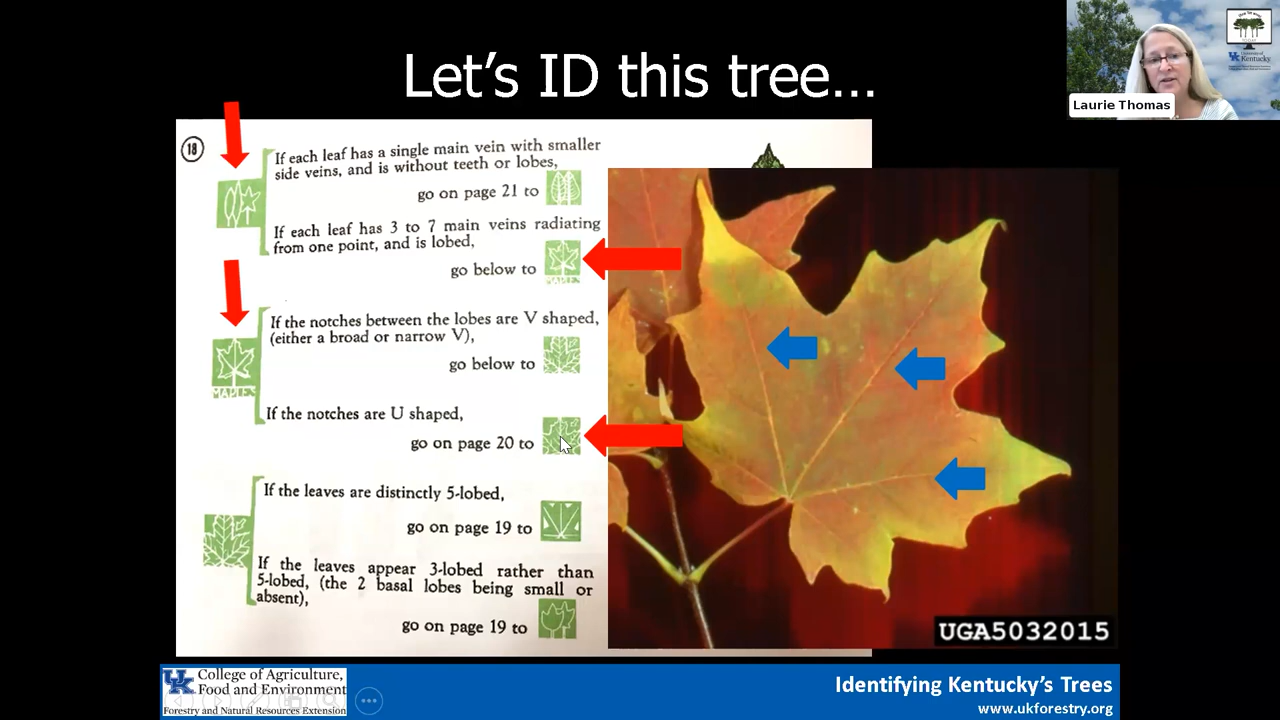 Let's ID this tree...
Laurie Thomas
Kentucky
18
If each leaf has a single main vein with smaller
side veins, and is without teeth or lobes,
go on page 21 to
If each leaf has 3 to 7 main veins radiating
from one point, and is lobed,
go below to
MAPLES
If the notches between the lobes are V shaped,
(either a broad or narrow V),
go below to
MAPLES
If the notches are U shaped,
go on page 20 to
If the leaves are distinctly 5-lobed,
go on page 19 to
If the leaves appear 3-lobed rather than
5-lobed, (the 2 basal lobes being small or
absent),
go on page 19 to
UGA5032015
UK College of Agriculture,
Food and Environment
Forestry and Natural Resources Extension
Identifying Kentucky's Trees
www.ukforestry.org